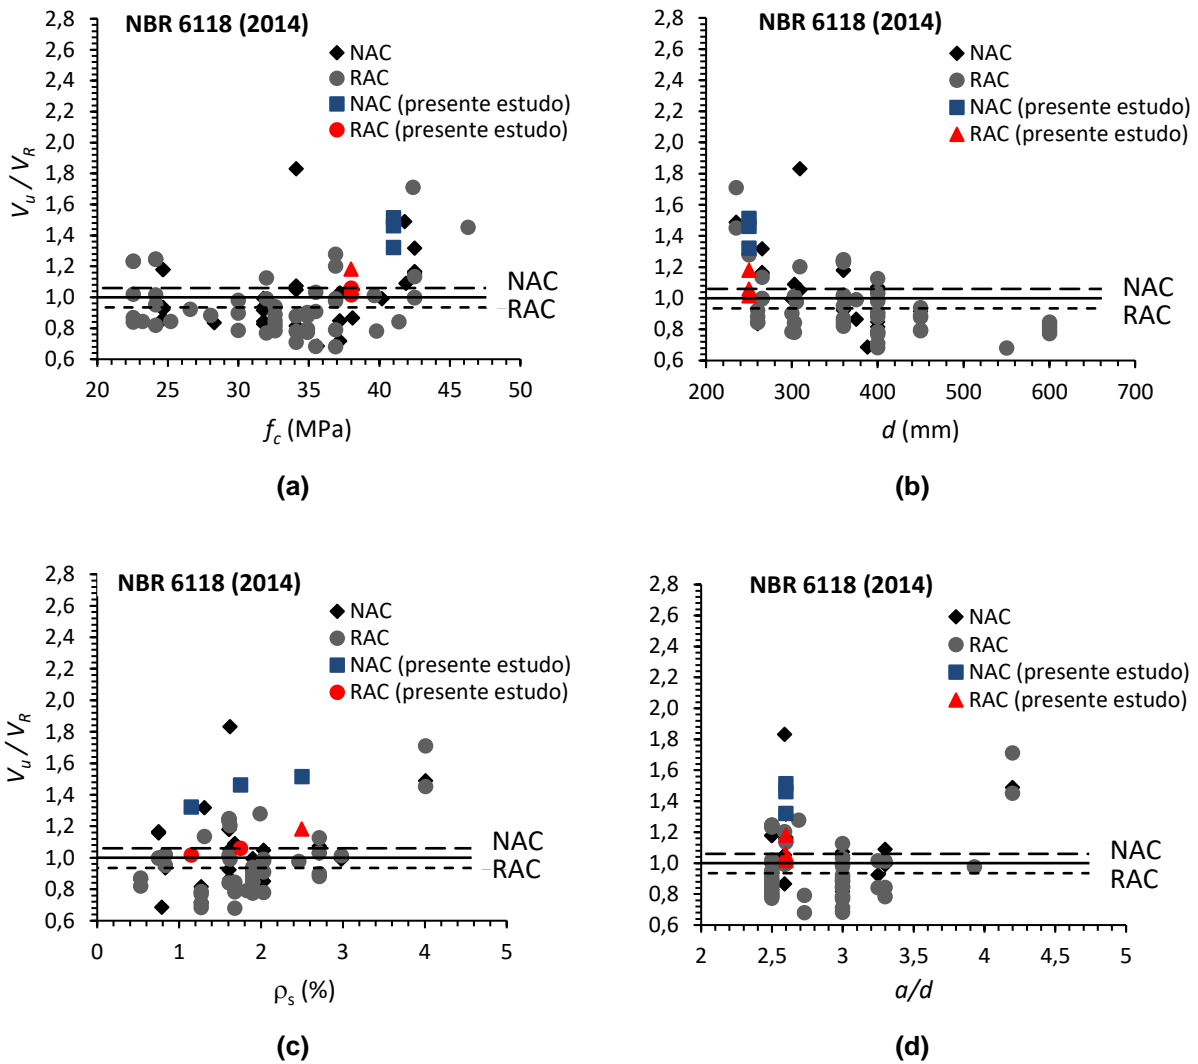 NBR 6118 (2014)
NAC
RAC
NAC (presente estudo)
RAC (presente estudo)
2,8
2,6
2,4
2,2
2,0
1,8
1,6
1,4
1,2
1,0
0,8
0,6
V_u / V_R
NAC
RAC
20 25 30 35 40 45 50
f_c (MPa)
(a)
NBR 6118 (2014)
NAC
RAC
NAC (presente estudo)
RAC (presente estudo)
2,8
2,6
2,4
2,2
2,0
1,8
1,6
1,4
1,2
1,0
0,8
0,6
NAC
RAC
200 300 400 500 600 700
d (mm)
(b)
NBR 6118 (2014)
NAC
RAC
NAC (presente estudo)
RAC (presente estudo)
2,8
2,6
2,4
2,2
2,0
1,8
1,6
1,4
1,2
1,0
0,8
0,6
V_u / V_R
NAC
RAC
0 1 2 3 4 5
ρ_s (%)
(c)
NBR 6118 (2014)
NAC
RAC
NAC (presente estudo)
RAC (presente estudo)
2,8
2,6
2,4
2,2
2,0
1,8
1,6
1,4
1,2
1,0
0,8
0,6
NAC
RAC
2 2,5 3 3,5 4 4,5 5
a/d
(d)